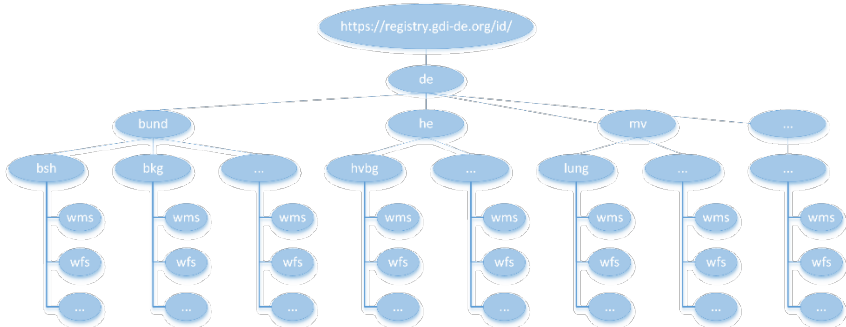 https://registry.gdi-de.org/id/
de
bund he mv ...
bsh bkg ... hvbg ... lung ... ...
wms wms wms wms wms wms wms wms
wfs wfs wfs wfs wfs wfs wfs wfs
... ... ... ... ... ... ... ...